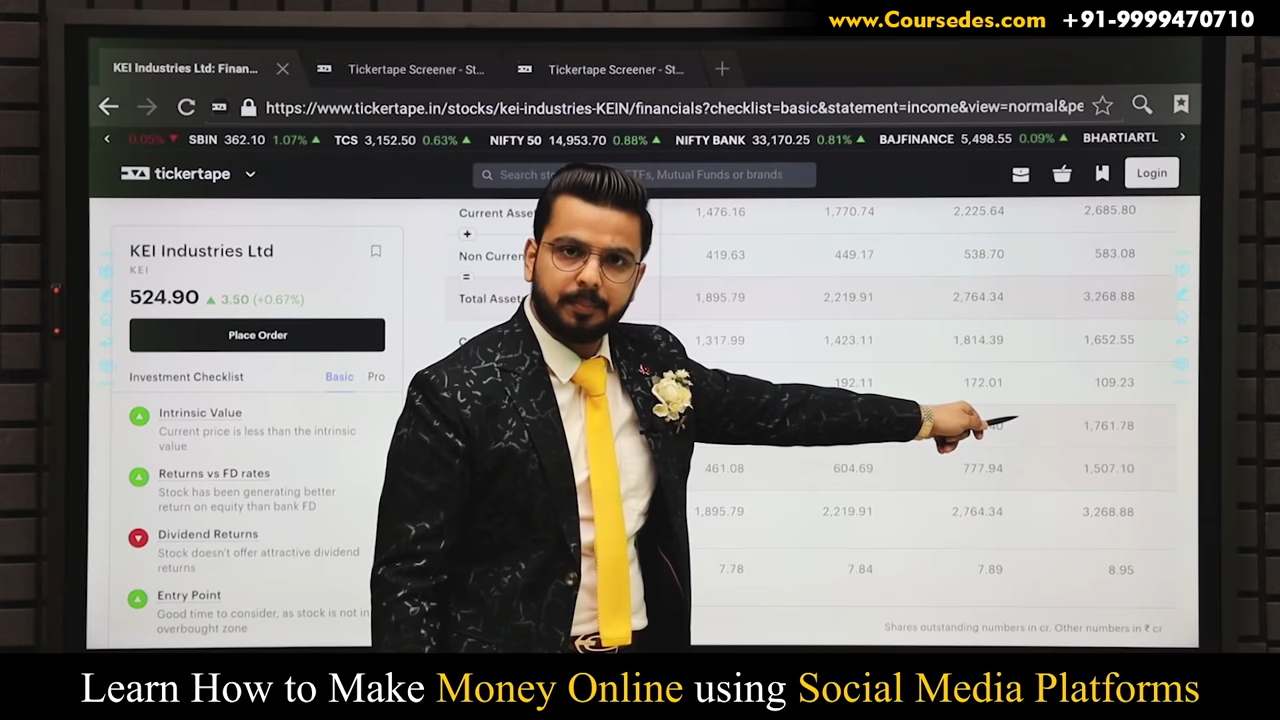 www.Coursedes.com +91-9999470710
KEI Industries Ltd: Finan...
Tickertape Screener - St...
Tickertape Screener - St...
https://www.tickertape.in/stocks/kei-industries-KEIN/financials?checklist=basic&statement=income&view=normal&pe
0.05% SBIN 362.10 1.07% TCS 3,152.50 0.63% NIFTY 50 14,953.70 0.88% NIFTY BANK 33,170.25 0.81% BAJFINANCE 5,498.55 0.09% BHARTIARTL
tickertape
Search ETFs, Mutual Funds or brands
Login
KEI Industries Ltd
KEI
524.90 3.50 (+0.67%)
Place Order
Investment Checklist Basic Pro
Intrinsic Value
Current price is less than the intrinsic
value
Returns vs FD rates
Stock has been generating better
return on equity than bank FD
Dividend Returns
Stock doesn't offer attractive dividend
returns
Entry Point
Good time to consider, as stock is not in
overbought zone
Current 1,476.16 1,770.74 2,225.64 2,685.80
+
Non 419.63 449.17 538.70 583.08
=
Total 1,895.79 2,219.91 2,764.34 3,268.88
1,317.99 1,423.11 1,814.39 1,652.55
192.11 172.01 109.23
1,761.78
461.08 604.69 777.94 1,507.10
1,895.79 2,219.91 2,764.34 3,268.88
7.78 7.84 7.89 8.95
Shares outstanding numbers in cr. Other numbers in ₹ cr
Learn How to Make Money Online using Social Media Platforms